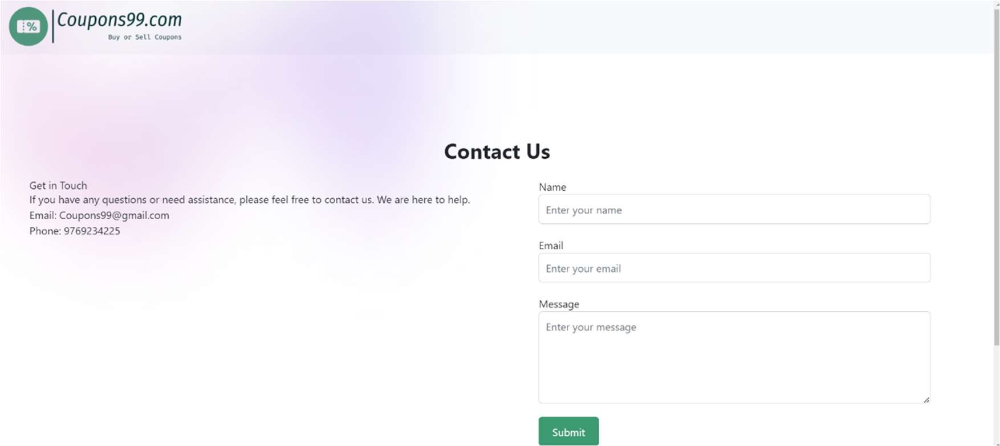 %
Coupons99.com
Buy or Sell Coupons
Contact Us
Get in Touch
If you have any questions or need assistance, please feel free to contact us. We are here to help.
Email: Coupons99@gmail.com
Phone: 9769234225
Name
Enter your name
Email
Enter your email
Message
Enter your message
Submit